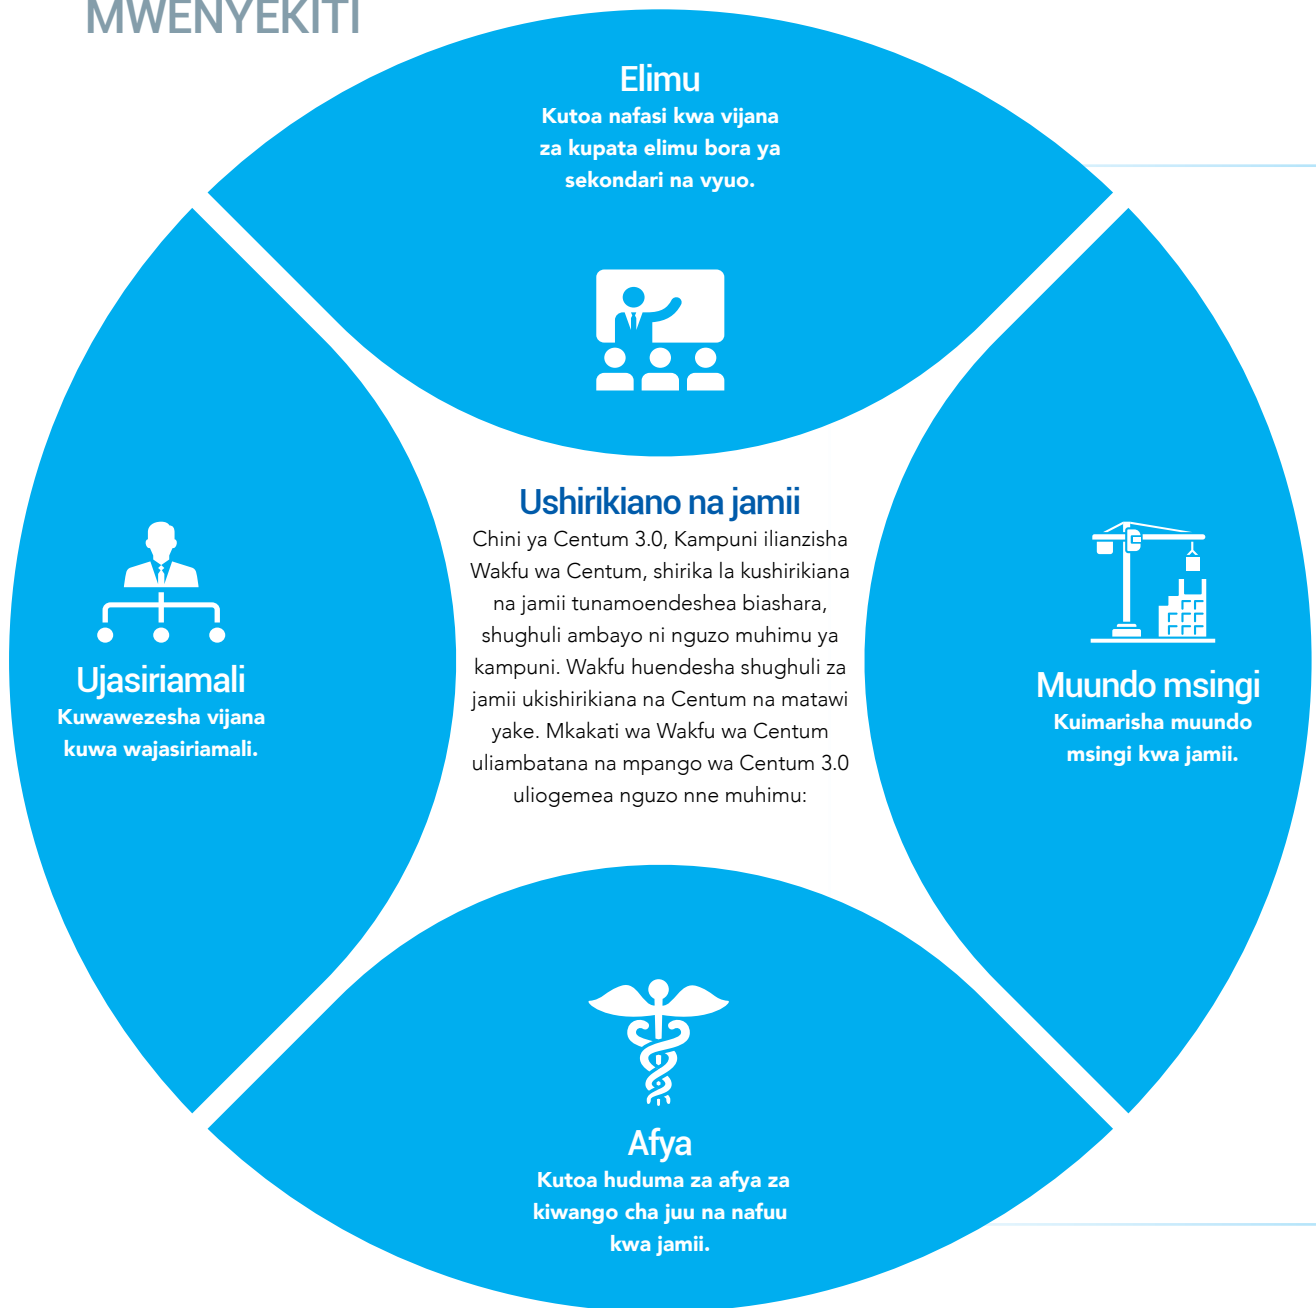 MWENYEKITI
Elimu
Kutoa nafasi kwa vijana
za kupata elimu bora ya
sekondari na vyuo.
Ushirikiano na jamii
Chini ya Centum 3.0, Kampuni ilianzisha
Wakfu wa Centum, shirika la kushirikiana
na jamii tunamoendeshea biashara,
shughuli ambayo ni nguzo muhimu ya
kampuni. Wakfu huendesha shughuli za
jamii ukishirikiana na Centum na matawi
yake. Mkakati wa Wakfu wa Centum
uliambatana na mpango wa Centum 3.0
uliogemea nguzo nne muhimu:
Ujasiriamali
Kuwawezesha vijana
kuwa wajasiriamali.
Muundo msingi
Kuimarisha muundo
msingi kwa jamii.
Afya
Kutoa huduma za afya za
kiwango cha juu na nafuu
kwa jamii.